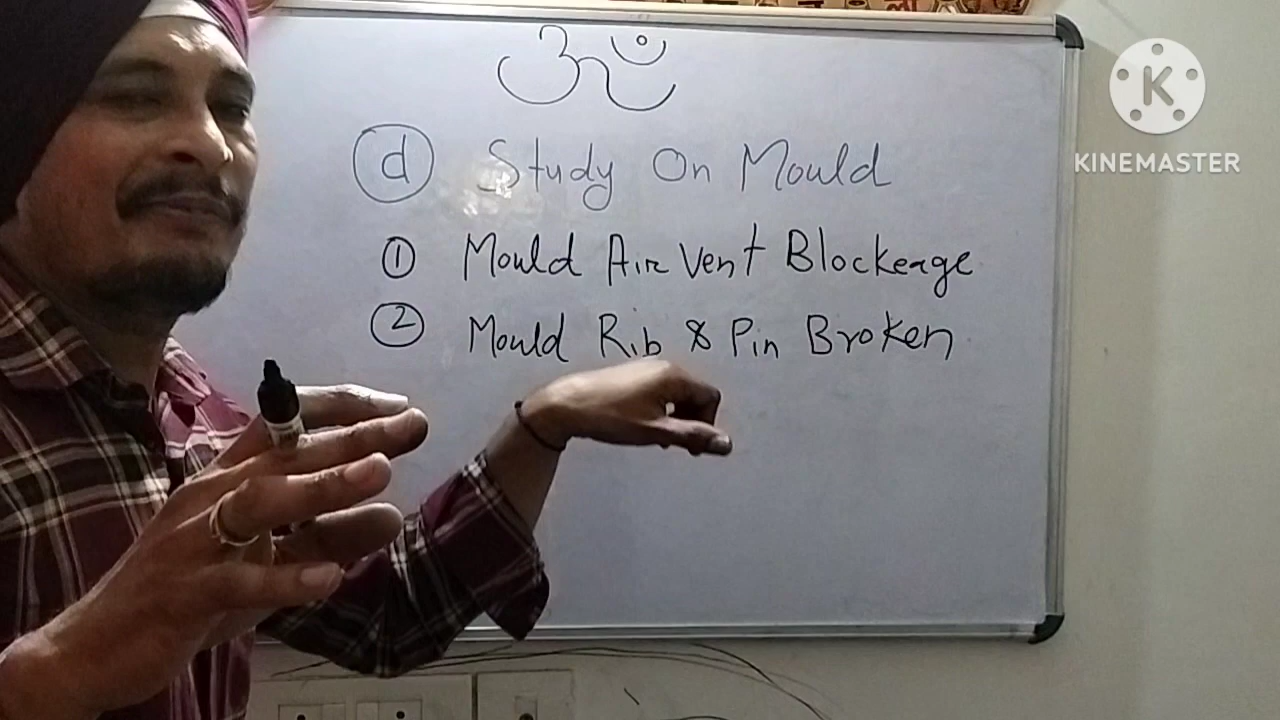 ॐ
ⓓ Study On Mould
① Mould Air Vent Blockeage
② Mould Rib & Pin Broken
K
KINEMASTER